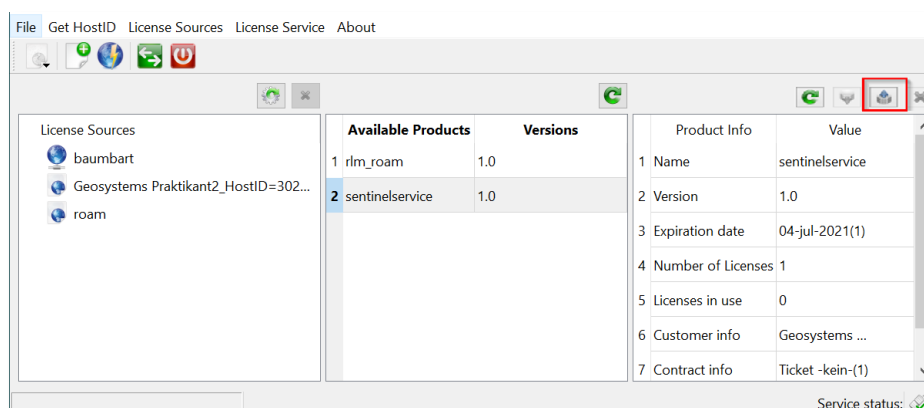 File Get HostID License Sources License Service About
License Sources
baumbart
Geosystems Praktikant2_HostID=302...
roam
Available Products Versions
1 rlm_roam 1.0
2 sentinelservice 1.0
Product Info Value
1 Name sentinelservice
2 Version 1.0
3 Expiration date 04-jul-2021(1)
4 Number of Licenses 1
5 Licenses in use 0
6 Customer info Geosystems ...
7 Contract info Ticket -kein-(1)
Service status: